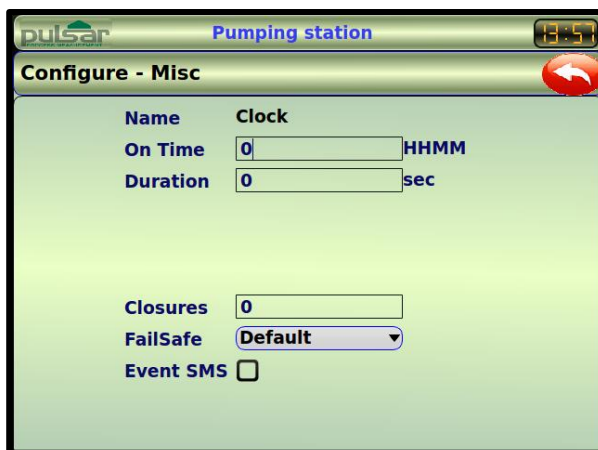 pulsar
Pumping station
13:57
Configure - Misc
Name Clock
On Time 0 HHMM
Duration 0 sec
Closures 0
FailSafe Default
Event SMS